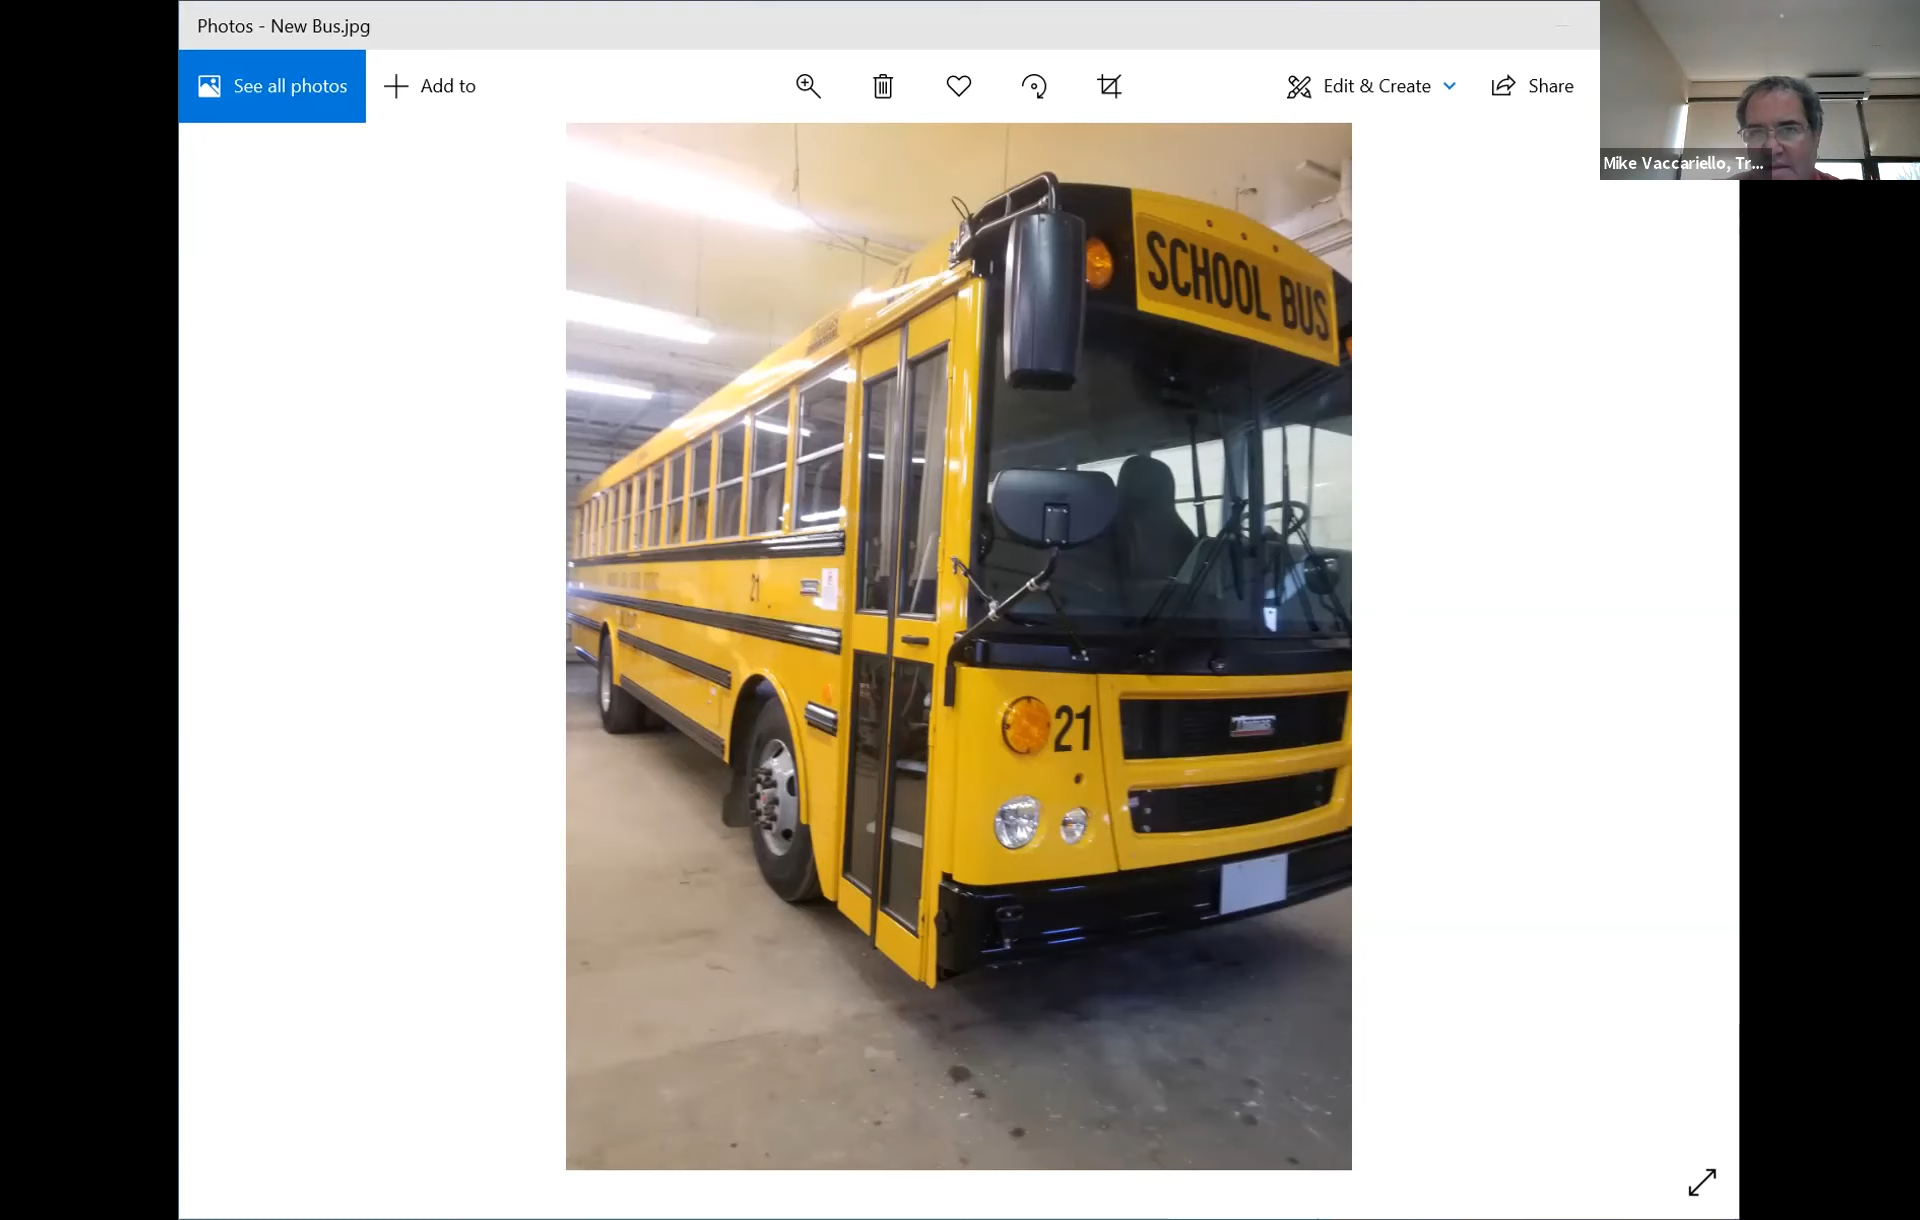 Photos - New Bus.jpg
See all photos
Add to
Edit & Create
Share
Mike Vaccariello, Tr...
SCHOOL BUS
21
21
Thomas